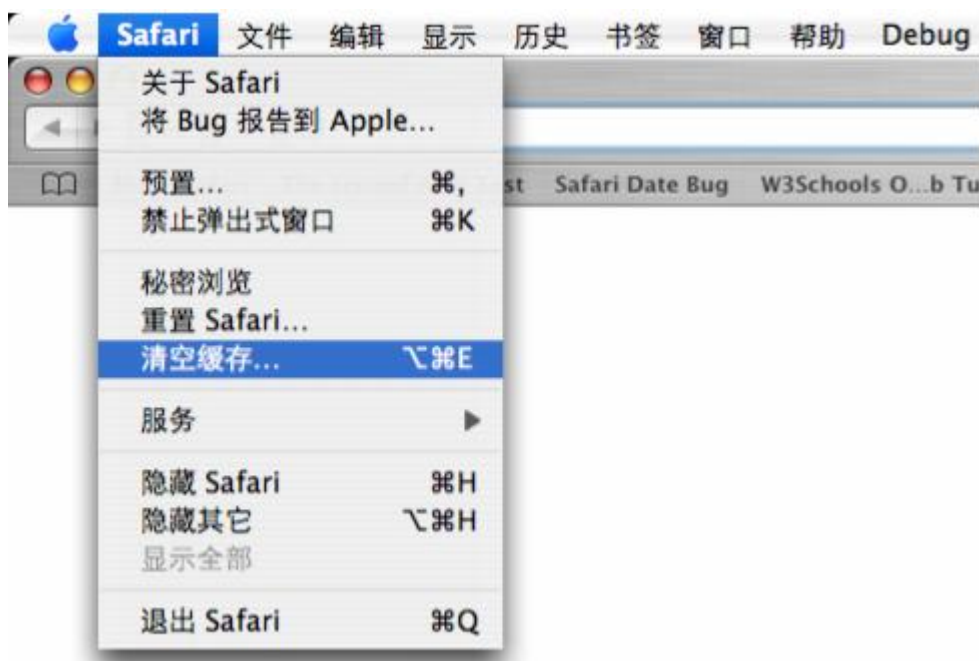 Safari 文件 编辑 显示 历史 书签 窗口 帮助 Debug
关于 Safari
将 Bug 报告到 Apple...
预置... ⌘,
禁止弹出式窗口 ⌘K
st Safari Date Bug W3Schools O...b Tu
秘密浏览
重置 Safari...
清空缓存... ⌥⌘E
服务 ▶
隐藏 Safari ⌘H
隐藏其它 ⌥⌘H
显示全部
退出 Safari ⌘Q